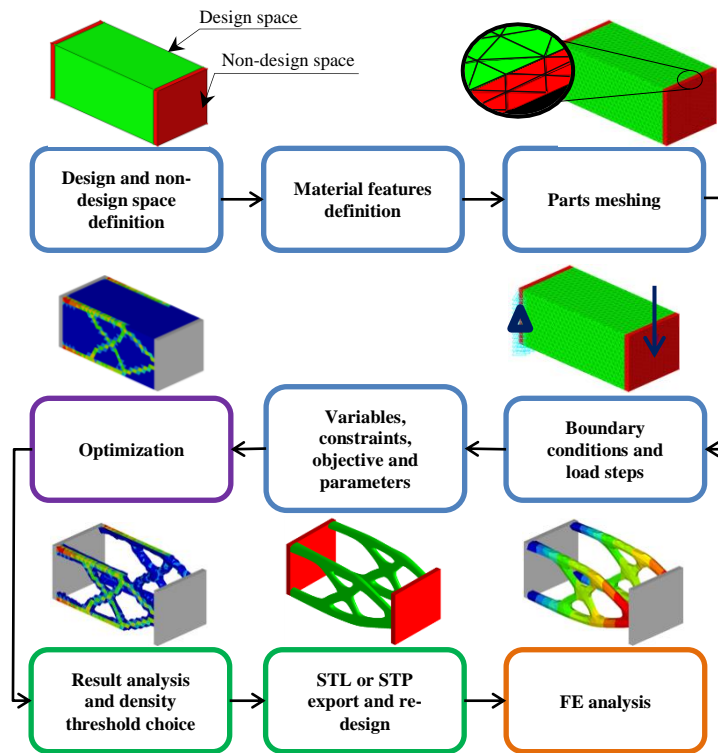 Design space
Non-design space
Design and non-
design space
definition
Material features
definition
Parts meshing
Optimization
Variables,
constraints,
objective and
parameters
Boundary
conditions and
load steps
Result analysis
and density
threshold choice
STL or STP
export and re-
design
FE analysis